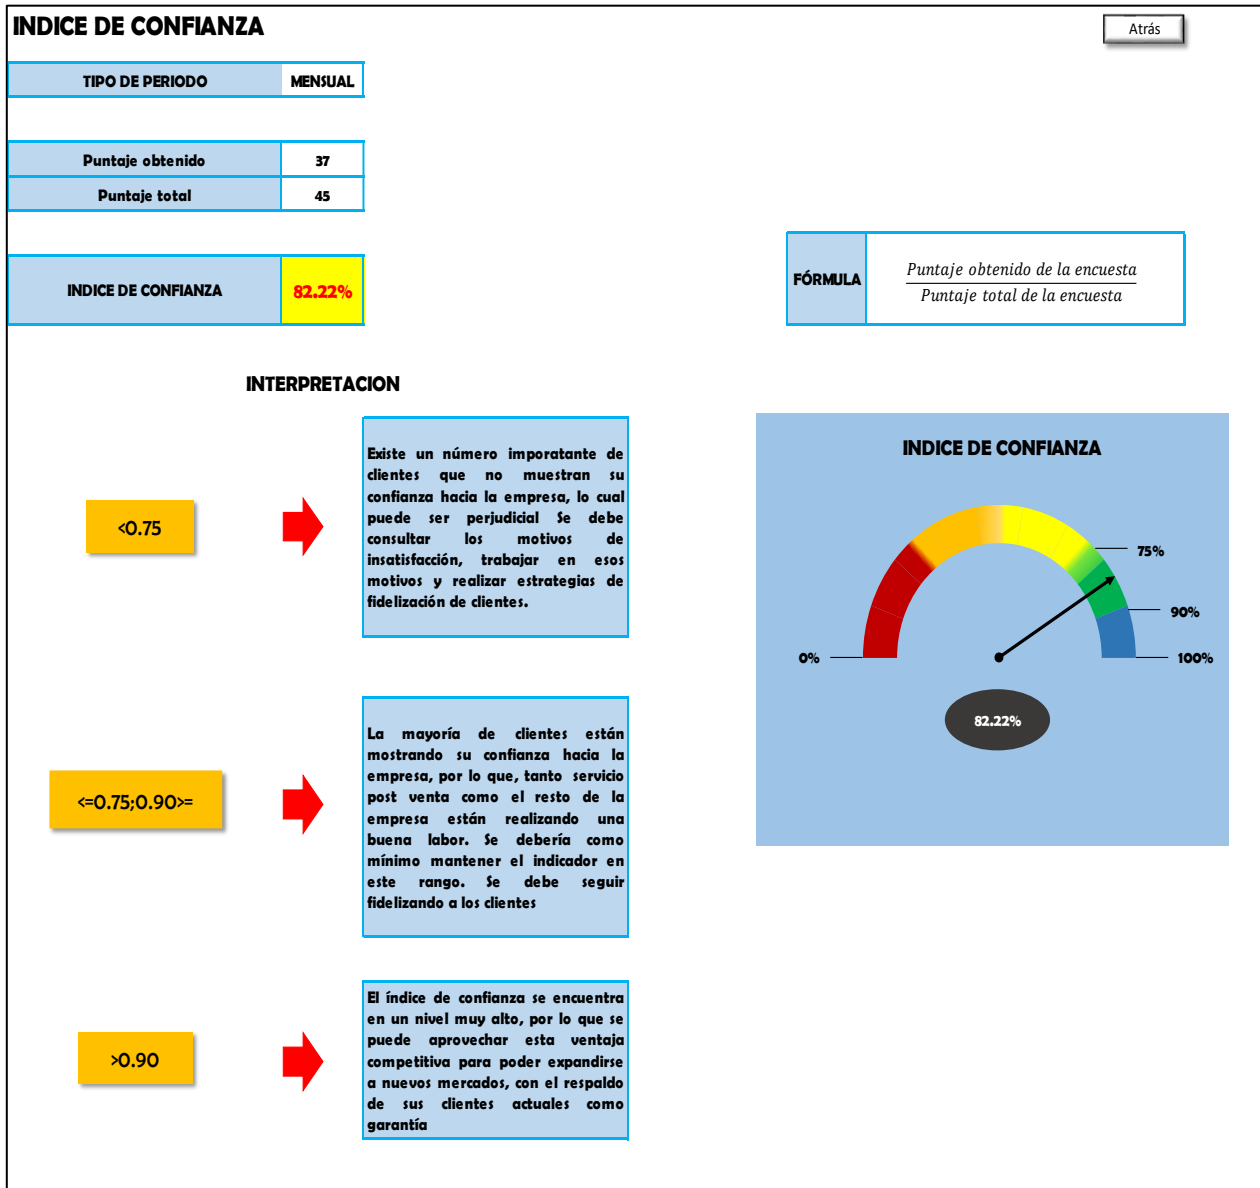 INDICE DE CONFIANZA
Atrás
TIPO DE PERIODO MENSUAL
Puntaje obtenido 37
Puntaje total 45
INDICE DE CONFIANZA 82.22%
FÓRMULA
Puntaje obtenido de la encuesta
Puntaje total de la encuesta
INTERPRETACION
<0.75
Existe un número imporatante de
clientes que no muestran su
confianza hacia la empresa, lo cual
puede ser perjudicial Se debe
consultar los motivos de
insatisfacción, trabajar en esos
motivos y realizar estrategias de
fidelización de clientes.
<=0.75;0.90>=
La mayoría de clientes están
mostrando su confianza hacia la
empresa, por lo que, tanto servicio
post venta como el resto de la
empresa están realizando una
buena labor. Se debería como
mínimo mantener el indicador en
este rango. Se debe seguir
fidelizando a los clientes
>0.90
El índice de confianza se encuentra
en un nivel muy alto, por lo que se
puede aprovechar esta ventaja
competitiva para poder expandirse
a nuevos mercados, con el respaldo
de sus clientes actuales como
garantía
INDICE DE CONFIANZA
75%
90%
0%
100%
82.22%